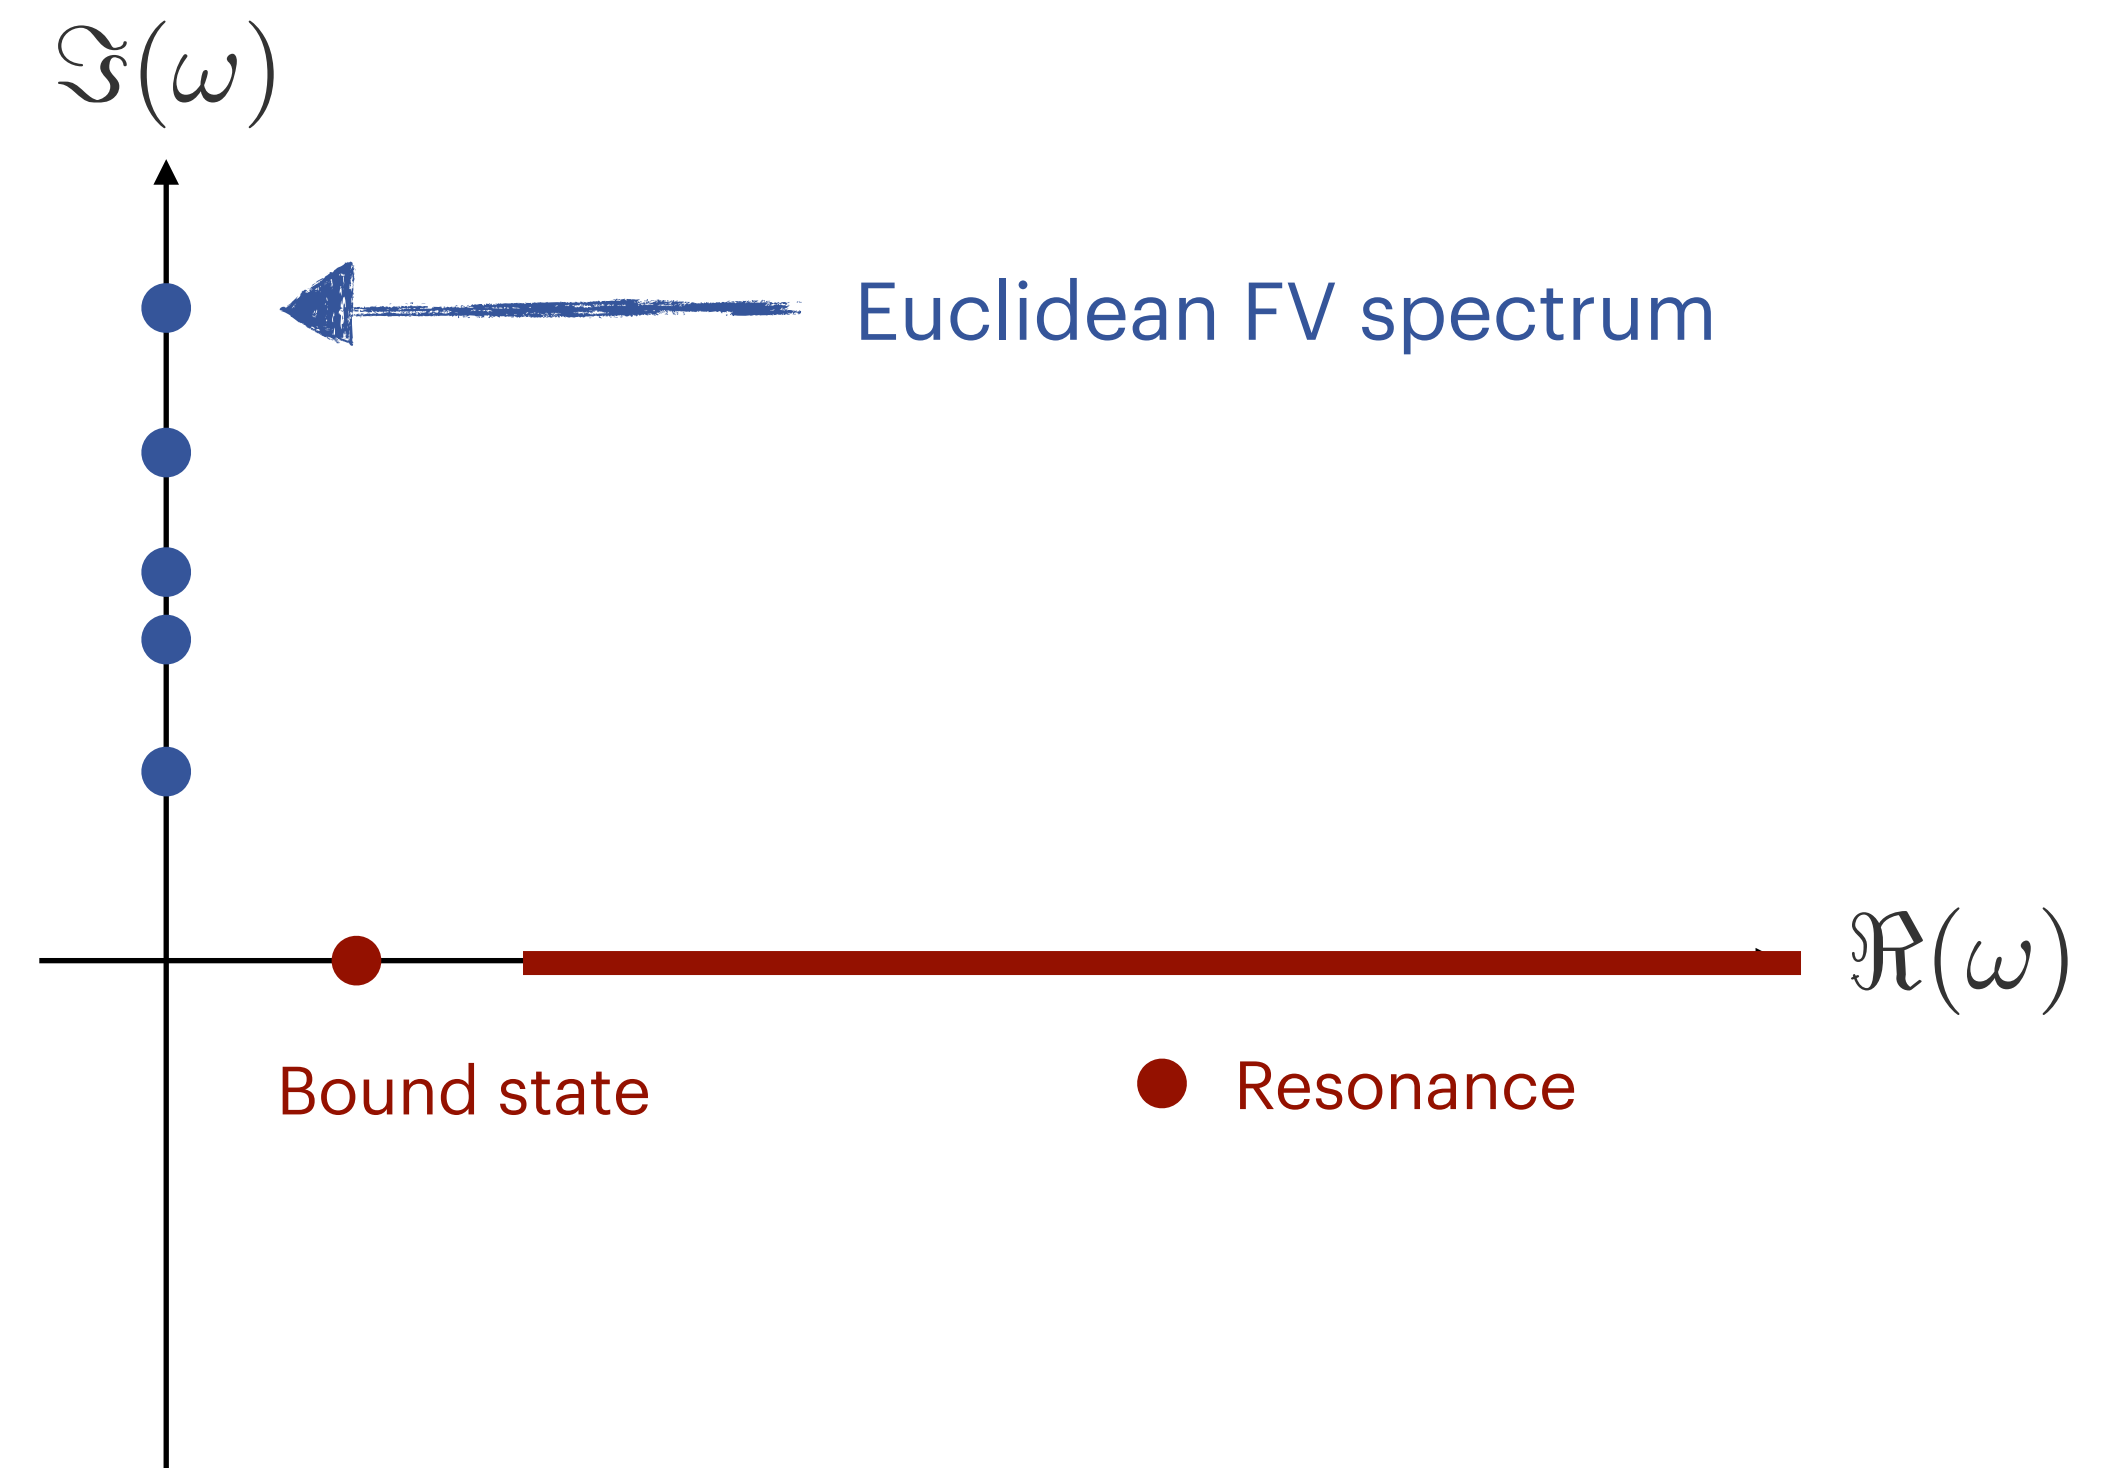 ℑ(ω)
Euclidean FV spectrum
ℜ(ω)
Bound state
Resonance